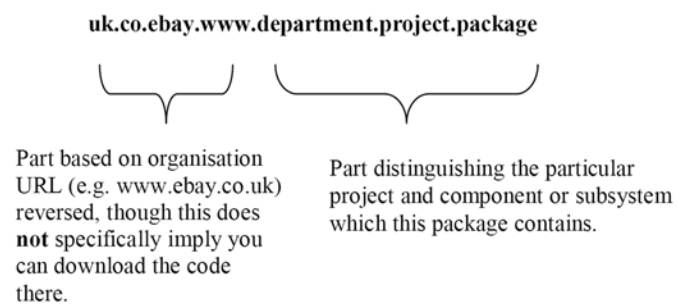 uk.co.ebay.www.department.project.package
Part based on organisation
URL (e.g. www.ebay.co.uk)
reversed, though this does
not specifically imply you
can download the code
there.
Part distinguishing the particular
project and component or subsystem
which this package contains.